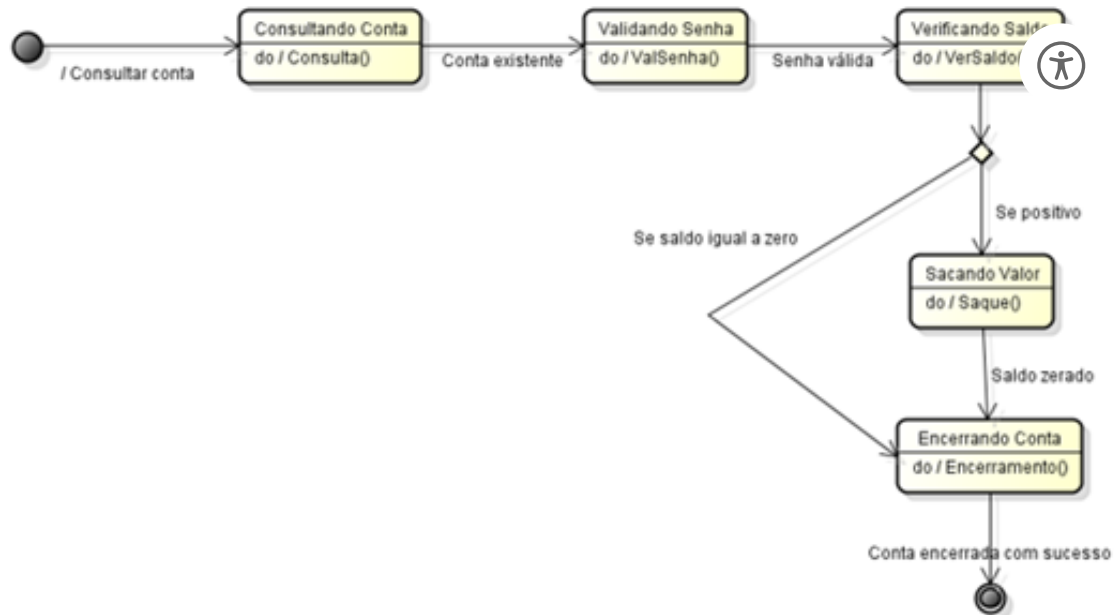 Consultando Conta
do / Consulta()
Validando Senha
do / ValSenha()
Verificando
do / VerSaldo
/ Consultar conta
Conta existente
Senha válida
Se positivo
Se saldo igual a zero
Sacando Valor
do / Saque()
Saldo zerado
Encerrando Conta
do / Encerramento()
Conta encerrada com sucesso